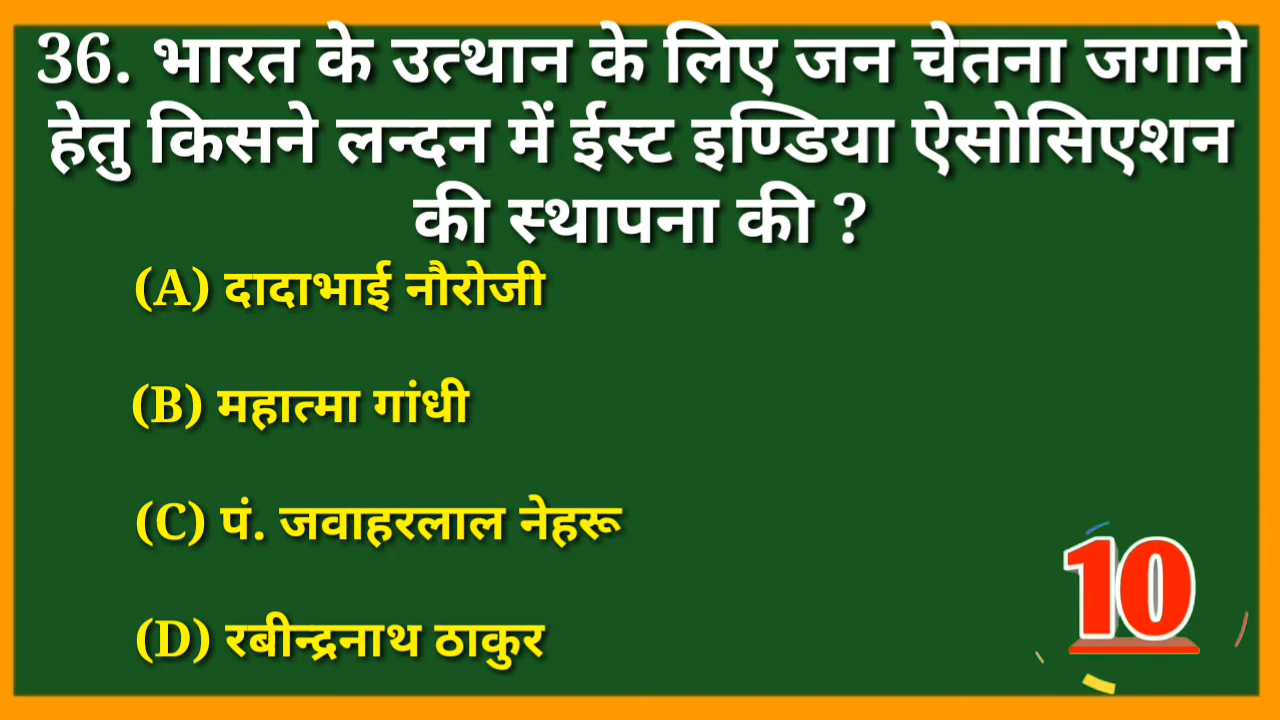 36. भारत के उत्थान के लिए जन चेतना जगाने
हेतु किसने लन्दन में ईस्ट इण्डिया ऐसोसिएशन
की स्थापना की ?
(A) दादाभाई नौरोजी
(B) महात्मा गांधी
(C) पं. जवाहरलाल नेहरू
(D) रबीन्द्रनाथ ठाकुर
10